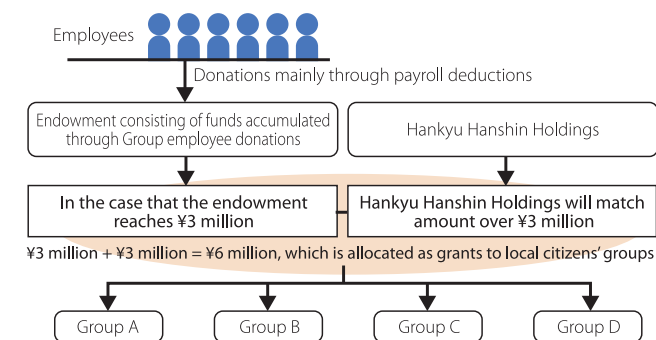 Employees
Donations mainly through payroll deductions
Endowment consisting of funds accumulated
through Group employee donations
Hankyu Hanshin Holdings
In the case that the endowment
reaches ¥3 million
Hankyu Hanshin Holdings will match
amount over ¥3 million
¥3 million + ¥3 million = ¥6 million, which is allocated as grants to local citizens’ groups
Group A
Group B
Group C
Group D